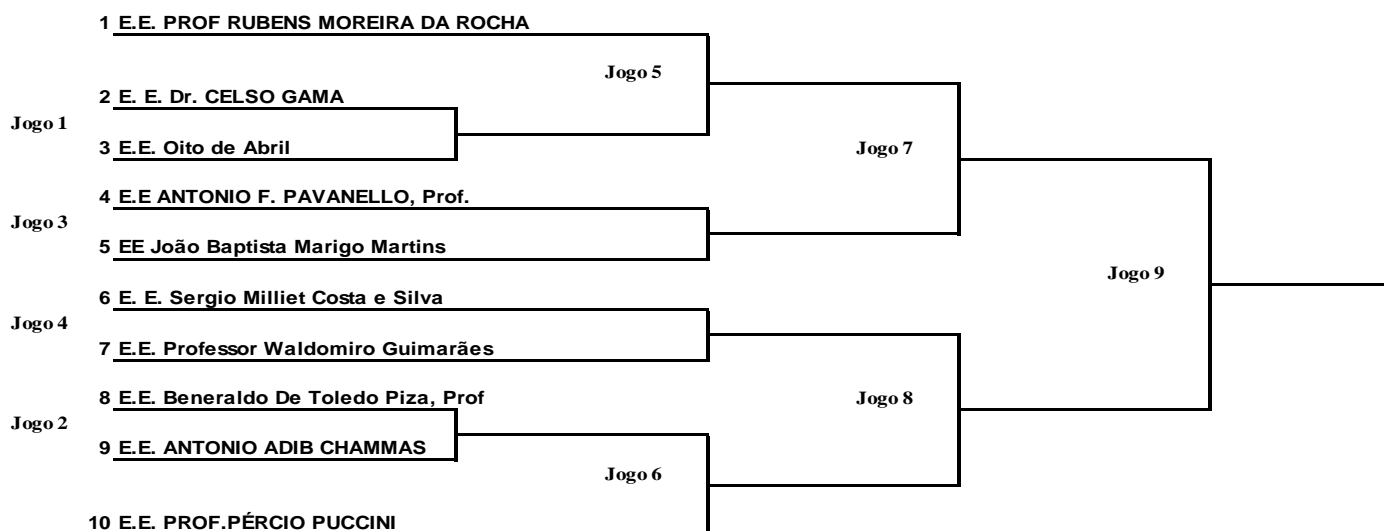 1 E.E. PROF RUBENS MOREIRA DA ROCHA
Jogo 5
2 E. E. Dr. CELSO GAMA
Jogo 1
3 E.E. Oito de Abril
Jogo 7
4 E.E ANTONIO F. PAVANELLO, Prof.
Jogo 3
5 EE João Baptista Marigo Martins
Jogo 9
6 E. E. Sergio Milliet Costa e Silva
Jogo 4
7 E.E. Professor Waldomiro Guimarães
8 E.E. Beneraldo De Toledo Piza, Prof
Jogo 8
Jogo 2
9 E.E. ANTONIO ADIB CHAMMAS
Jogo 6
10 E.E. PROF.PÉRCIO PUCCINI